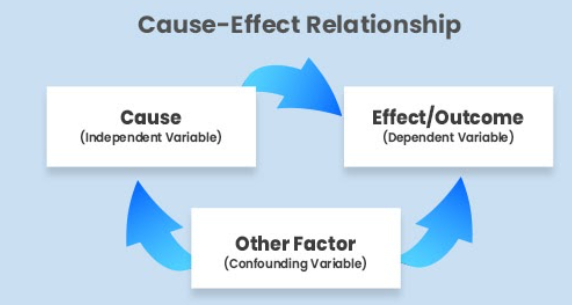 Cause-Effect Relationship
Cause
(Independent Variable)
Effect/Outcome
(Dependent Variable)
Other Factor
(Confounding Variable)